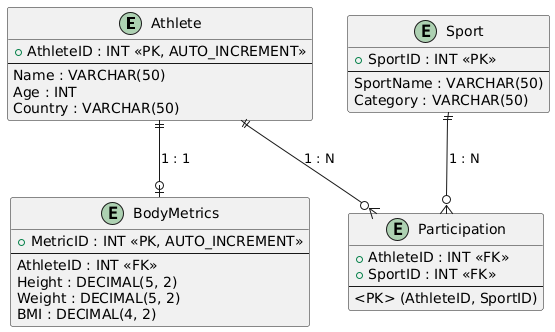 E Athlete
+ AthleteID : INT «PK, AUTO_INCREMENT»
Name : VARCHAR(50)
Age : INT
Country : VARCHAR(50)
E Sport
+ SportID : INT «PK»
SportName : VARCHAR(50)
Category : VARCHAR(50)
1 : 1
1 : N
1 : N
E BodyMetrics
+ MetricID : INT «PK, AUTO_INCREMENT»
AthleteID : INT «FK»
Height : DECIMAL(5, 2)
Weight : DECIMAL(5, 2)
BMI : DECIMAL(4, 2)
E Participation
+ AthleteID : INT «FK»
+ SportID : INT «FK»
<PK> (AthleteID, SportID)